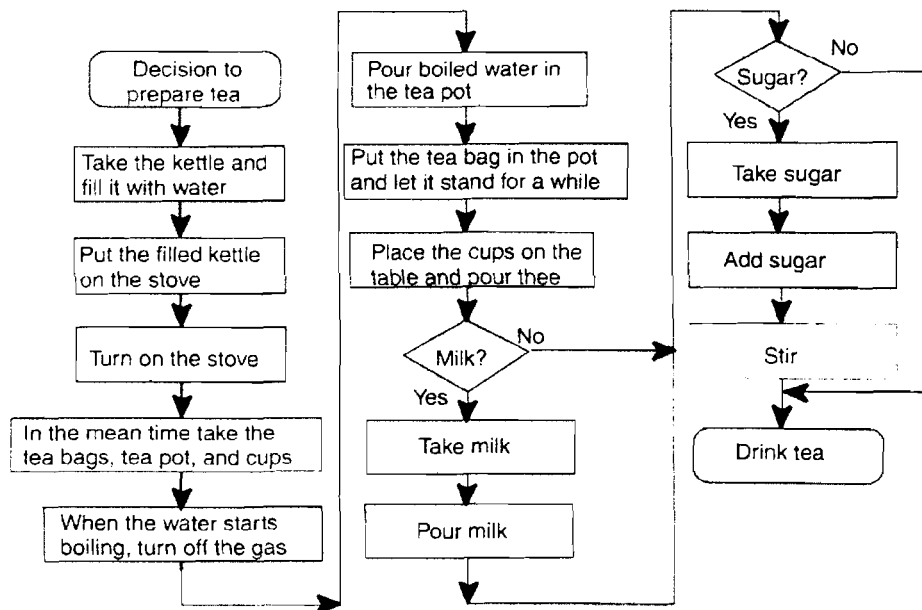 Decision to
prepare tea
Take the kettle and
fill it with water
Put the filled kettle
on the stove
Turn on the stove
In the mean time take the
tea bags, tea pot, and cups
When the water starts
boiling, turn off the gas
Pour boiled water in
the tea pot
Put the tea bag in the pot
and let it stand for a while
Place the cups on the
table and pour thee
Milk?
No
Yes
Take milk
Pour milk
Sugar?
No
Yes
Take sugar
Add sugar
Stir
Drink tea